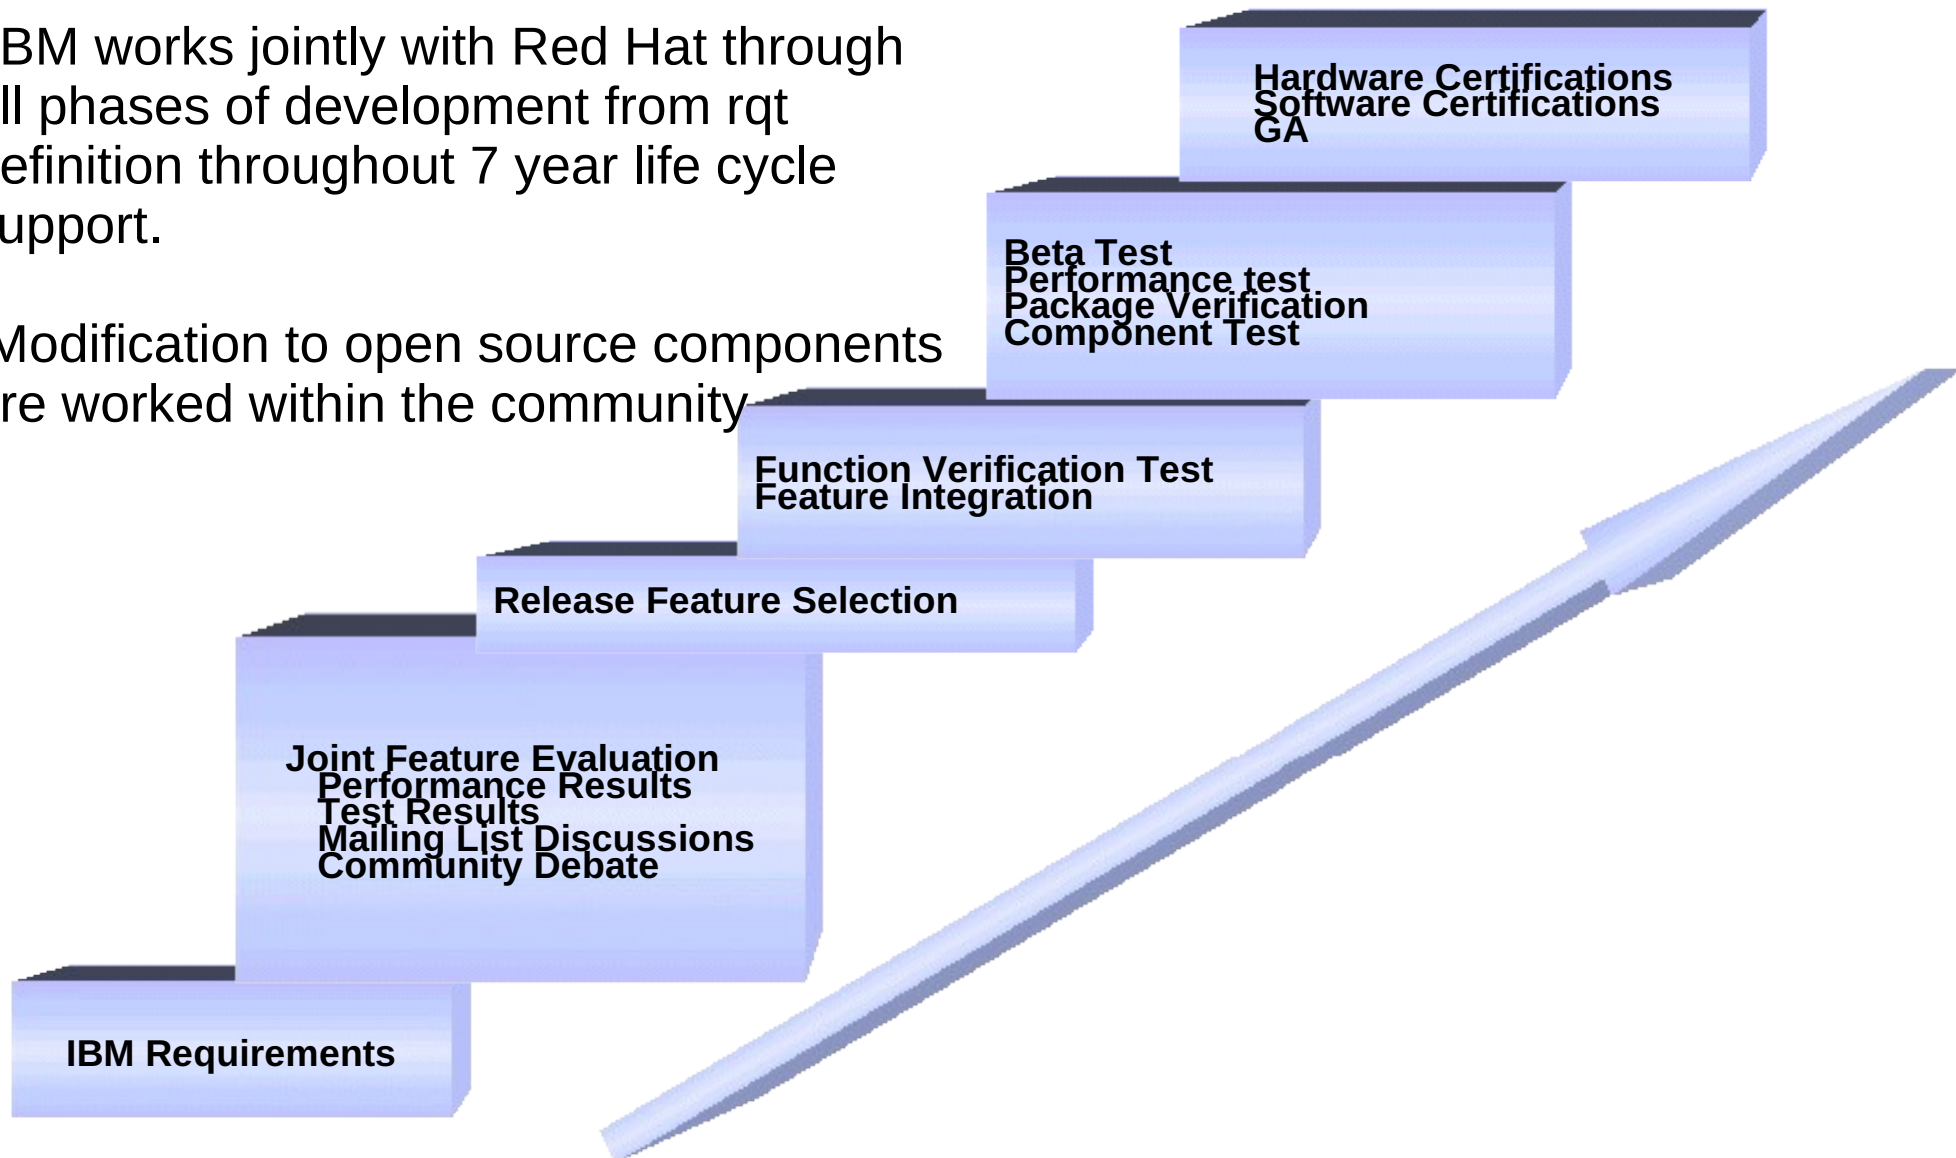 BM works jointly with Red Hat through
ll phases of development from rqt
efinition throughout 7 year life cycle
upport.
Modification to open source components
re worked within the community
Hardware Certifications
Software Certifications
GA
Beta Test
Performance test
Package Verification
Component Test
Function Verification Test
Feature Integration
Release Feature Selection
Joint Feature Evaluation
Performance Results
Test Results
Mailing List Discussions
Community Debate
IBM Requirements